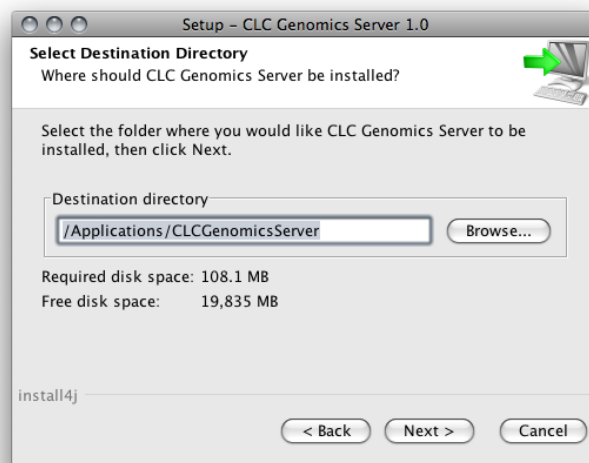 Setup – CLC Genomics Server 1.0
Select Destination Directory
Where should CLC Genomics Server be installed?
Select the folder where you would like CLC Genomics Server to be
installed, then click Next.
Destination directory
/Applications/CLCGenomicsServer
Browse...
Required disk space: 108.1 MB
Free disk space: 19,835 MB
install4j
< Back
Next >
Cancel